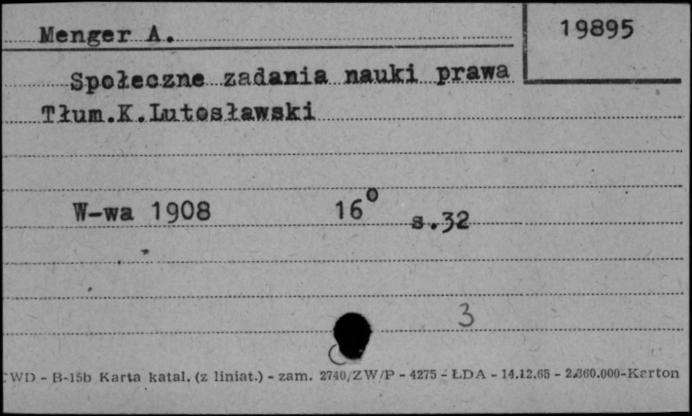 Menger A.
19895
Społeczne zadania nauki prawa
Tłum.K.Lutosławski
W-wa 1908 16° s.32
3
WD - B-15b Karta katal. (z liniat.) - zam. 2740/ZW/P - 4275 - ŁDA - 14.12.65 - 2.360.000-Karton